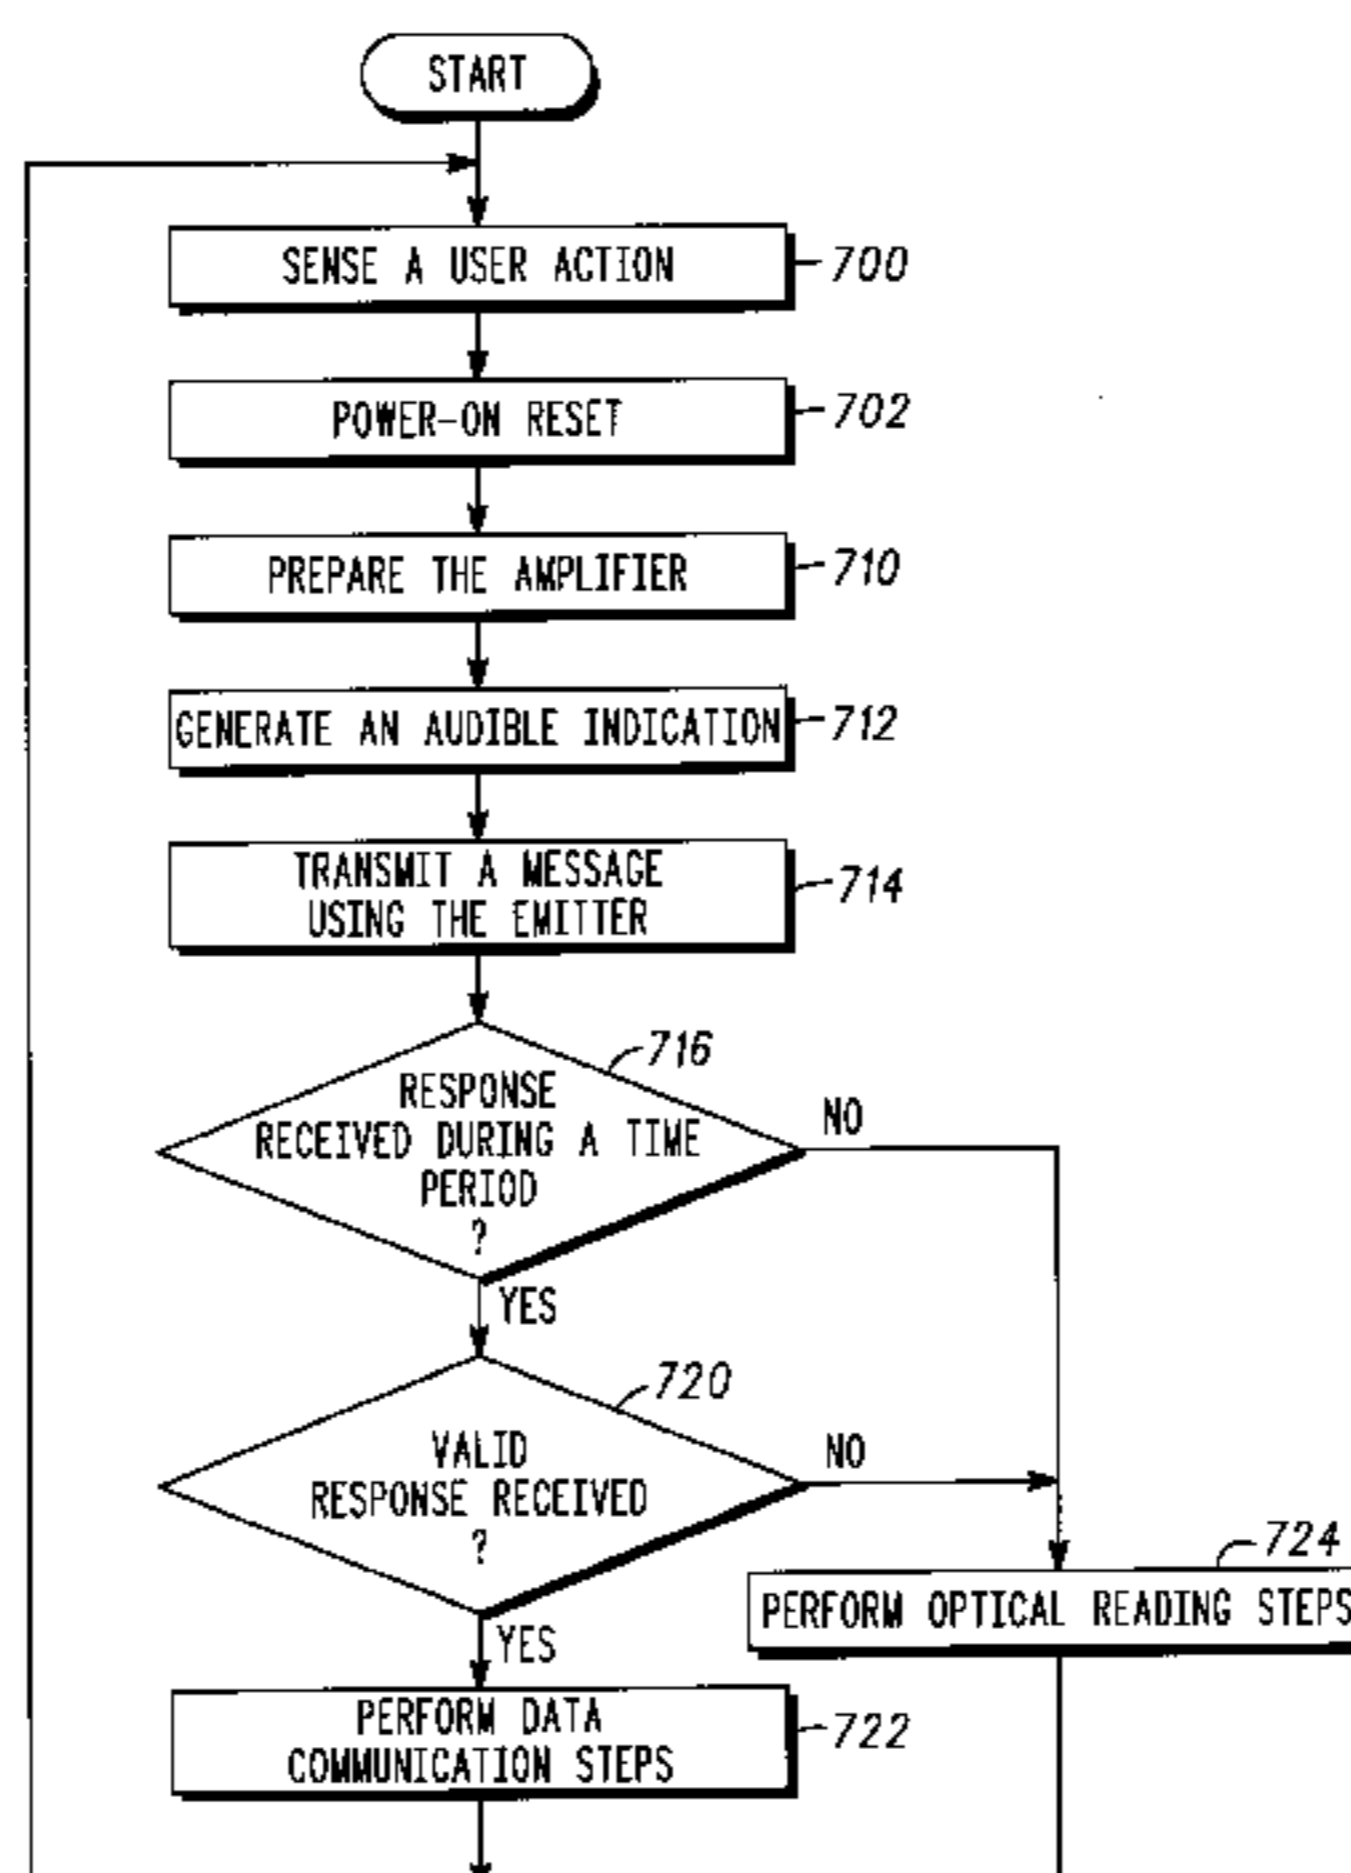 START
SENSE A USER ACTION
700
POWER-ON RESET
702
PREPARE THE AMPLIFIER
710
GENERATE AN AUDIBLE INDICATION
712
TRANSMIT A MESSAGE
USING THE EMITTER
714
716
RESPONSE
RECEIVED DURING A TIME
PERIOD
?
NO
YES
720
VALID
RESPONSE RECEIVED
?
NO
YES
724
PERFORM OPTICAL READING STEPS
PERFORM DATA
COMMUNICATION STEPS
722